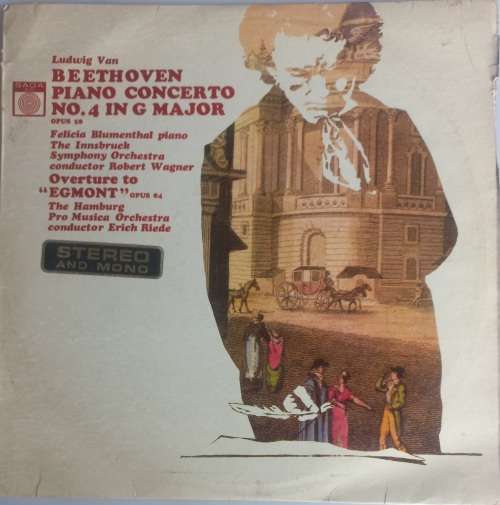 Ludwig Van
BEETHOVEN
PIANO CONCERTO
NO. 4 IN G MAJOR
OPUS 58
SAGA
Felicia Blumenthal piano
The Innsbruck
Symphony Orchestra
conductor Robert Wagner
Overture to
"EGMONT" OPUS 84
The Hamburg
Pro Musica Orchestra
conductor Erich Riede
STEREO
AND MONO